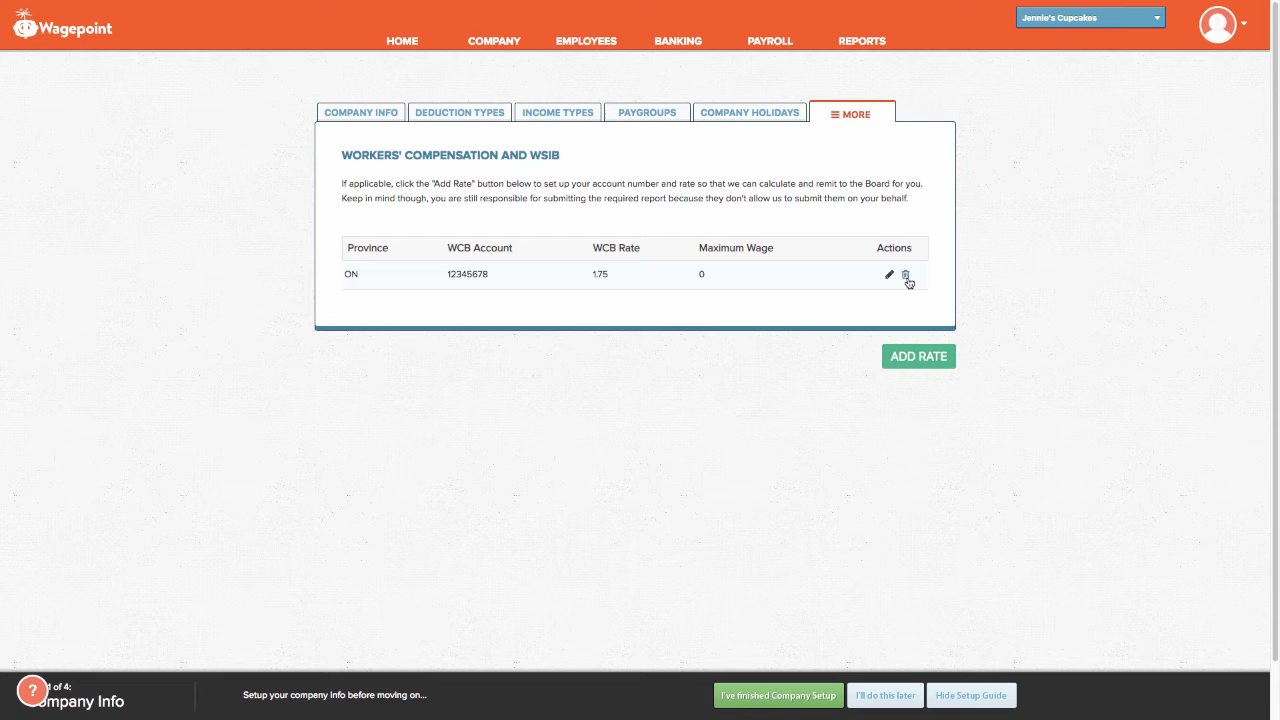 Wagepoint
Jennie's Cupcakes
HOME COMPANY EMPLOYEES BANKING PAYROLL REPORTS
COMPANY INFO DEDUCTION TYPES INCOME TYPES PAYGROUPS COMPANY HOLIDAYS MORE
WORKERS' COMPENSATION AND WSIB
If applicable, click the "Add Rate" button below to set up your account number and rate so that we can calculate and remit to the Board for you.
Keep in mind though, you are still responsible for submitting the required report because they don't allow us to submit them on your behalf.
Province WCB Account WCB Rate Maximum Wage Actions
ON 12345678 1.75 0
ADD RATE
? 1 of 4:
ompany Info
Setup your company info before moving on...
I've finished Company Setup I'll do this later Hide Setup Guide